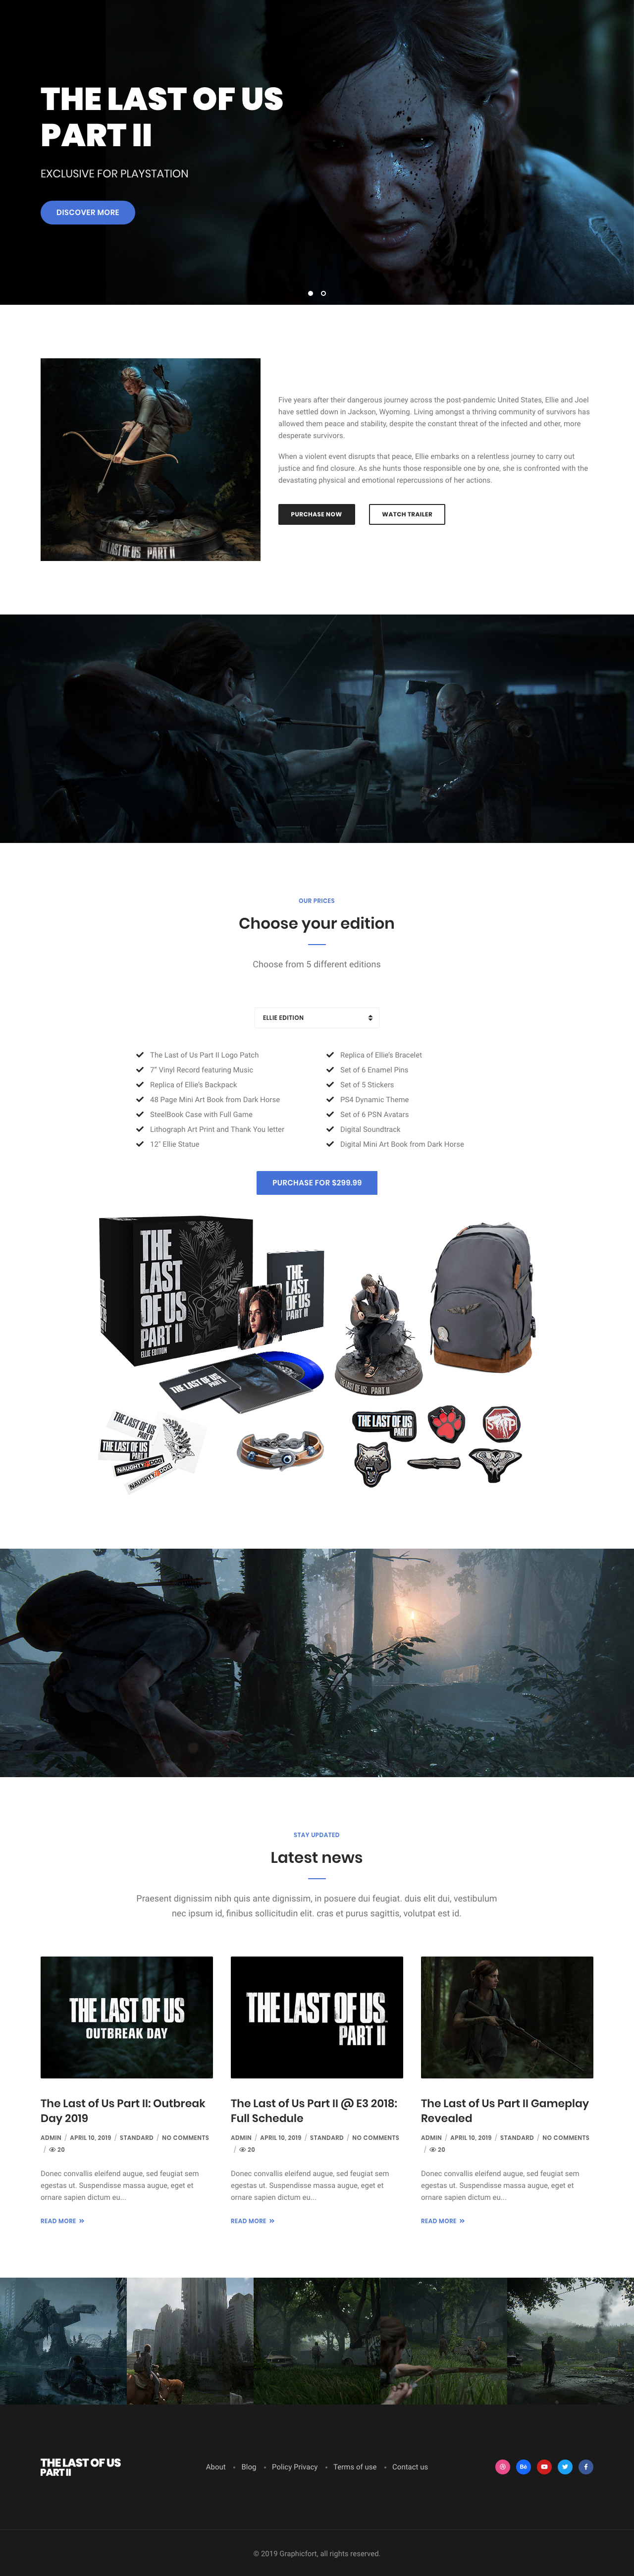 THE LAST OF US
PART II
EXCLUSIVE FOR PLAYSTATION
DISCOVER MORE
THE LAST OF US PART II
Five years after their dangerous journey across the post-pandemic United States, Ellie and Joel
have settled down in Jackson, Wyoming. Living amongst a thriving community of survivors has
allowed them peace and stability, despite the constant threat of the infected and other, more
desperate survivors.
When a violent event disrupts that peace, Ellie embarks on a relentless journey to carry out
justice and find closure. As she hunts those responsible one by one, she is confronted with the
devastating physical and emotional repercussions of her actions.
PURCHASE NOW
WATCH TRAILER
OUR PRICES
Choose your edition
Choose from 5 different editions
ELLIE EDITION
The Last of Us Part II Logo Patch
7” Vinyl Record featuring Music
Replica of Ellie’s Backpack
48 Page Mini Art Book from Dark Horse
SteelBook Case with Full Game
Lithograph Art Print and Thank You letter
12" Ellie Statue
Replica of Ellie’s Bracelet
Set of 6 Enamel Pins
Set of 5 Stickers
PS4 Dynamic Theme
Set of 6 PSN Avatars
Digital Soundtrack
Digital Mini Art Book from Dark Horse
PURCHASE FOR $299.99
THE
LAST
OF US
PART II
ELLIE EDITION
THE
LAST
OF US
PART II
THE LAST OF US
PART II
THE LAST OF US PART II
THE LAST OF US
PART II
THE LAST OF US
PART II
NAUGHTY DOG
NAUGHTY DOG
THE LAST OF US
PART II
STAY UPDATED
Latest news
Praesent dignissim nibh quis ante dignissim, in posuere dui feugiat. duis elit dui, vestibulum
nec ipsum id, finibus sollicitudin elit. cras et purus sagittis, volutpat est id.
THE LAST OF US
OUTBREAK DAY
The Last of Us Part II: Outbreak
Day 2019
ADMIN / APRIL 10, 2019 / STANDARD / NO COMMENTS
/ 20
Donec convallis eleifend augue, sed feugiat sem
egestas ut. Suspendisse massa augue, eget et
ornare sapien dictum eu...
READ MORE »
THE LAST OF US
PART II
The Last of Us Part II @ E3 2018:
Full Schedule
ADMIN / APRIL 10, 2019 / STANDARD / NO COMMENTS
/ 20
Donec convallis eleifend augue, sed feugiat sem
egestas ut. Suspendisse massa augue, eget et
ornare sapien dictum eu...
READ MORE »
The Last of Us Part II Gameplay
Revealed
ADMIN / APRIL 10, 2019 / STANDARD / NO COMMENTS
/ 20
Donec convallis eleifend augue, sed feugiat sem
egestas ut. Suspendisse massa augue, eget et
ornare sapien dictum eu...
READ MORE »
THE LAST OF US
PART II
About • Blog • Policy Privacy • Terms of use • Contact us
© 2019 Graphicfort, all rights reserved.